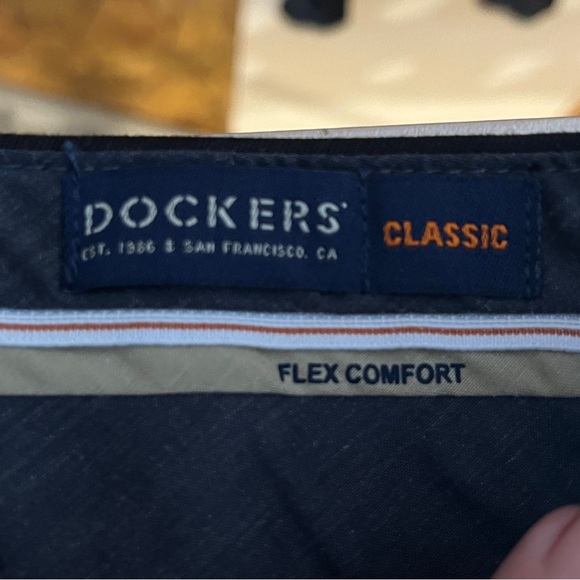 DOCKERS®
EST. 1986 & SAN FRANCISCO, CA
CLASSIC
FLEX COMFORT